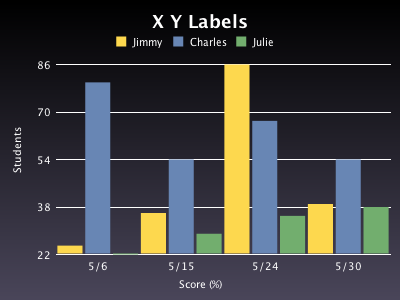 X Y Labels
Jimmy Charles Julie
86
70
54
38
22
Students
5/6 5/15 5/24 5/30
Score (%)